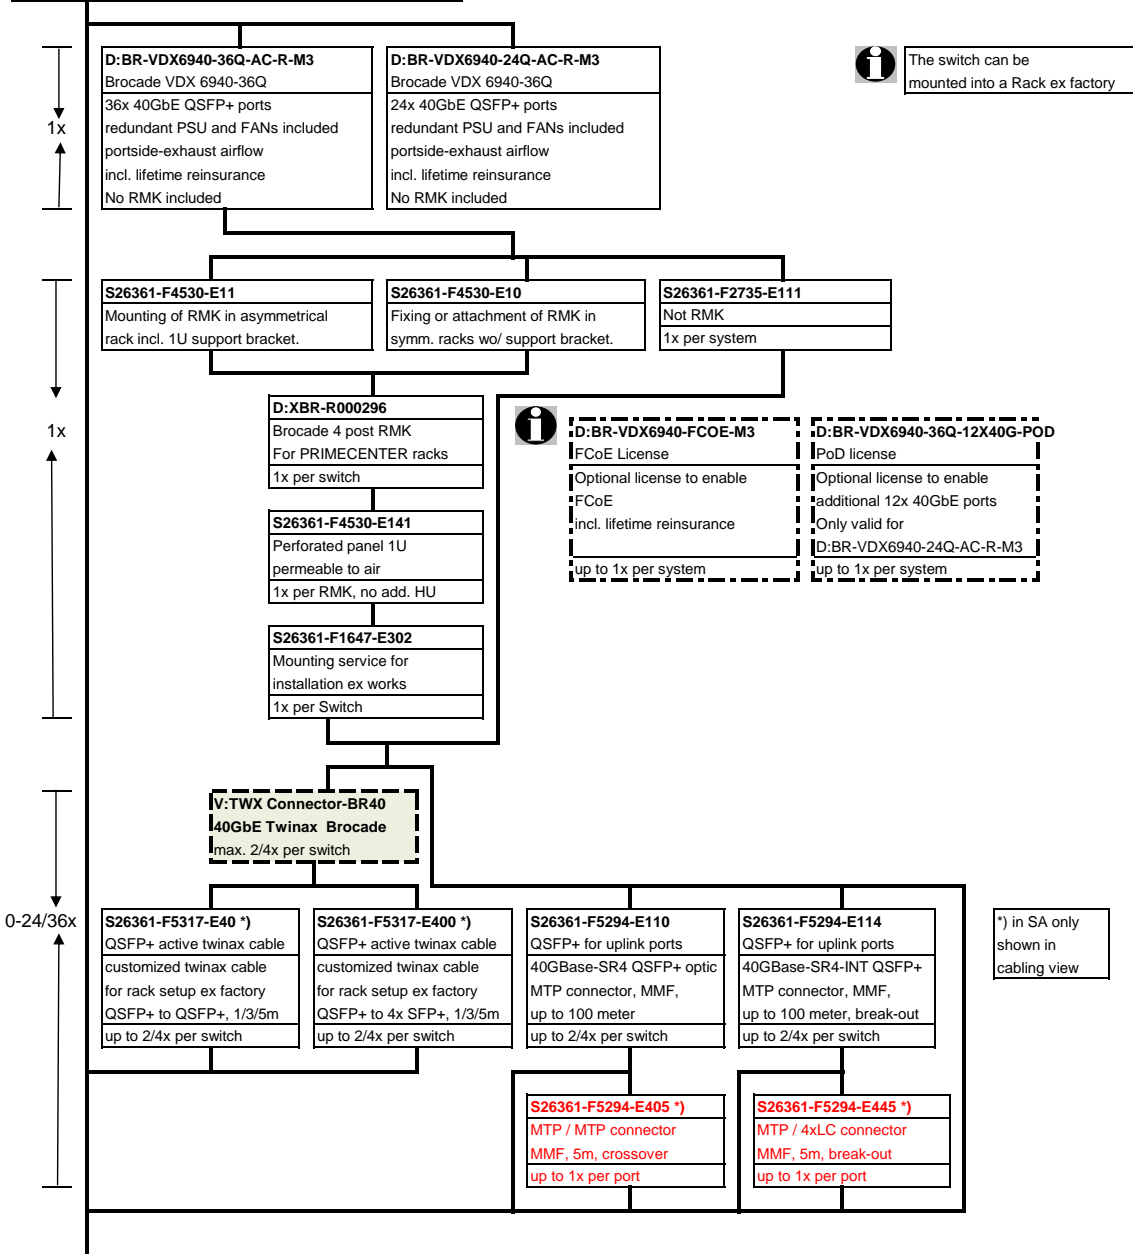 D:BR-VDX6940-36Q-AC-R-M3
Brocade VDX 6940-36Q
36x 40GbE QSFP+ ports
redundant PSU and FANs included
portside-exhaust airflow
incl. lifetime reinsurance
No RMK included
D:BR-VDX6940-24Q-AC-R-M3
Brocade VDX 6940-36Q
24x 40GbE QSFP+ ports
redundant PSU and FANs included
portside-exhaust airflow
incl. lifetime reinsurance
No RMK included
The switch can be
mounted into a Rack ex factory
1x
S26361-F4530-E11
Mounting of RMK in asymmetrical
rack incl. 1U support bracket.
S26361-F4530-E10
Fixing or attachment of RMK in
symm. racks wo/ support bracket.
S26361-F2735-E111
Not RMK
1x per system
1x
D:XBR-R000296
Brocade 4 post RMK
For PRIMECENTER racks
1x per switch
D:BR-VDX6940-FCOE-M3
FCoE License
Optional license to enable
FCoE
incl. lifetime reinsurance
up to 1x per system
D:BR-VDX6940-36Q-12X40G-POD
PoD license
Optional license to enable
additional 12x 40GbE ports
Only valid for
D:BR-VDX6940-24Q-AC-R-M3
up to 1x per system
S26361-F4530-E141
Perforated panel 1U
permeable to air
1x per RMK, no add. HU
S26361-F1647-E302
Mounting service for
installation ex works
1x per Switch
V:TWX Connector-BR40
40GbE Twinax Brocade
max. 2/4x per switch
0-24/36x
S26361-F5317-E40 *)
QSFP+ active twinax cable
customized twinax cable
for rack setup ex factory
QSFP+ to QSFP+, 1/3/5m
up to 2/4x per switch
S26361-F5317-E400 *)
QSFP+ active twinax cable
customized twinax cable
for rack setup ex factory
QSFP+ to 4x SFP+, 1/3/5m
up to 2/4x per switch
S26361-F5294-E110
QSFP+ for uplink ports
40GBase-SR4 QSFP+ optic
MTP connector, MMF,
up to 100 meter
up to 2/4x per switch
S26361-F5294-E114
QSFP+ for uplink ports
40GBase-SR4-INT QSFP+
MTP connector, MMF,
up to 100 meter, break-out
up to 2/4x per switch
*) in SA only
shown in
cabling view
S26361-F5294-E405 *)
MTP / MTP connector
MMF, 5m, crossover
up to 1x per port
S26361-F5294-E445 *)
MTP / 4xLC connector
MMF, 5m, break-out
up to 1x per port